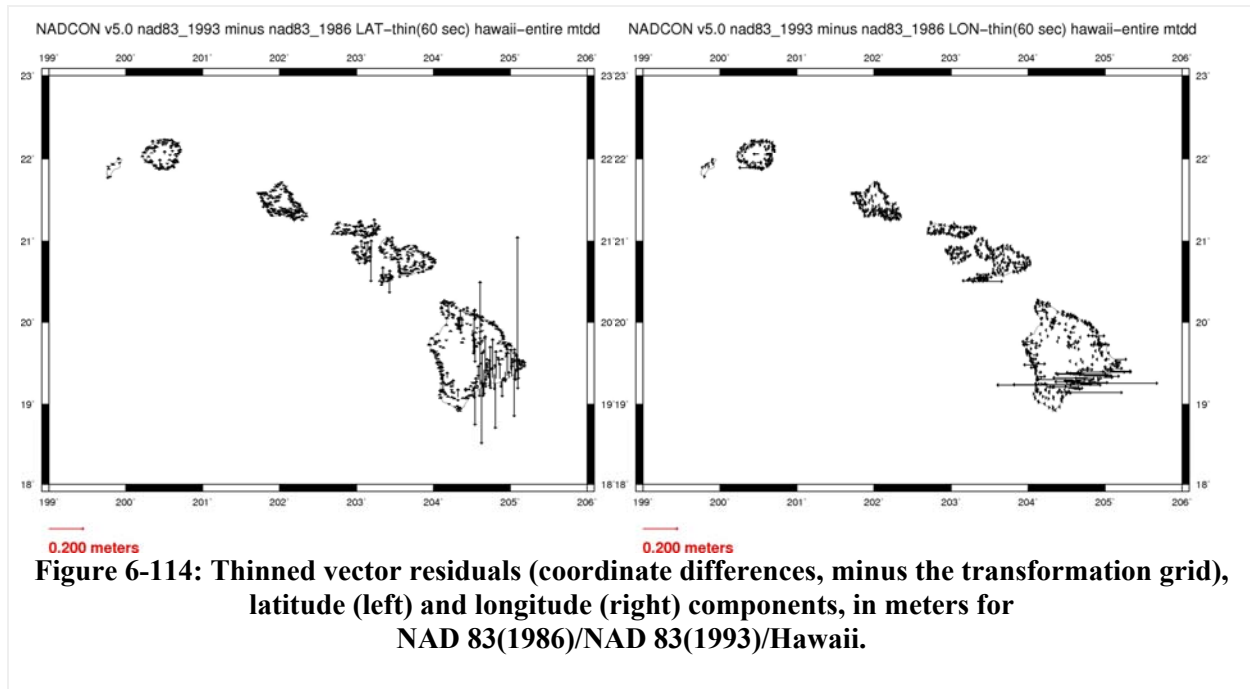 NADCON v5.0 nad83_1993 minus nad83_1986 LAT-thin(60 sec) hawaii-entire mtdd
NADCON v5.0 nad83_1993 minus nad83_1986 LON-thin(60 sec) hawaii-entire mtdd
199° 200° 201° 202° 203° 204° 205° 206°
199° 200° 201° 202° 203° 204° 205° 206°
23° 23° 23°
22° 22° 22° 22°
21° 21° 21° 21°
20° 20° 20° 20°
19° 19° 19° 19°
18° 18° 18° 18°
199° 200° 201° 202° 203° 204° 205° 206°
199° 200° 201° 202° 203° 204° 205° 206°
0.200 meters
0.200 meters
Figure 6-114: Thinned vector residuals (coordinate differences, minus the transformation grid),
latitude (left) and longitude (right) components, in meters for
NAD 83(1986)/NAD 83(1993)/Hawaii.